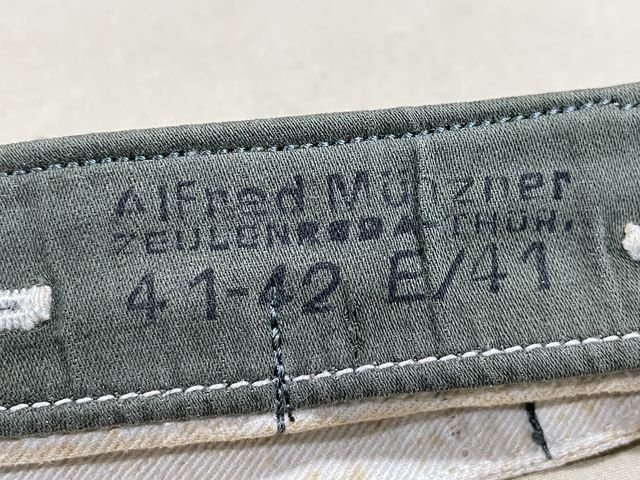 Alfred Münzner
ZEULENRODA-THÜR.
41-42 E/41